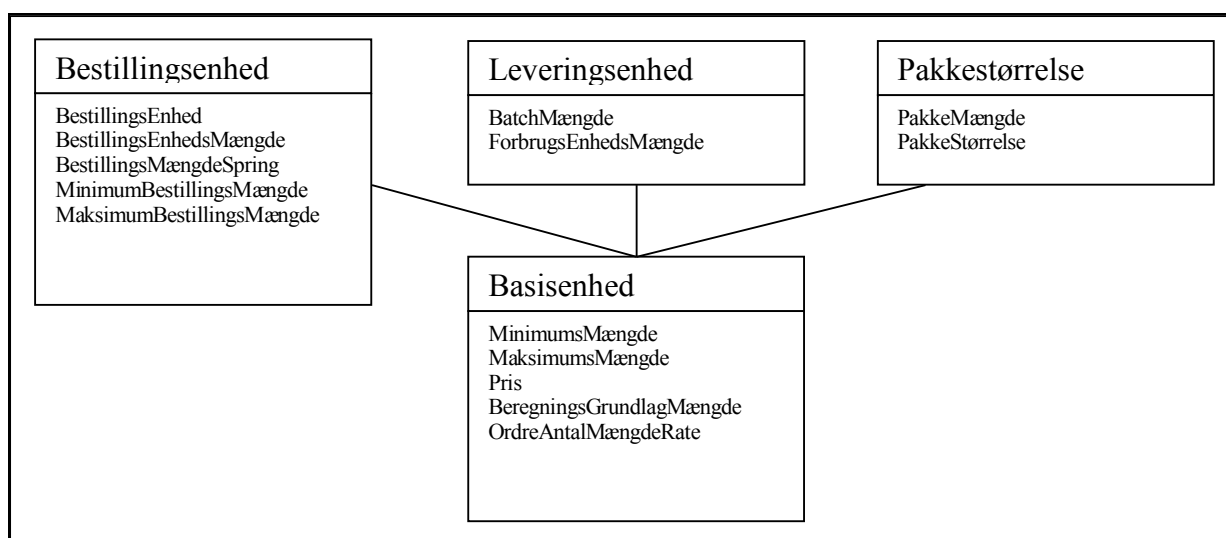 Bestillingsenhed
BestillingsEnhed
BestillingsEnhedsMængde
BestillingsMængdeSpring
MinimumBestillingsMængde
MaksimumBestillingsMængde
Leveringsenhed
BatchMængde
ForbrugsEnhedsMængde
Pakkestørrelse
PakkeMængde
PakkeStørrelse
Basisenhed
MinimumsMængde
MaksimumsMængde
Pris
BeregningsGrundlagMængde
OrdreAntalMængdeRate